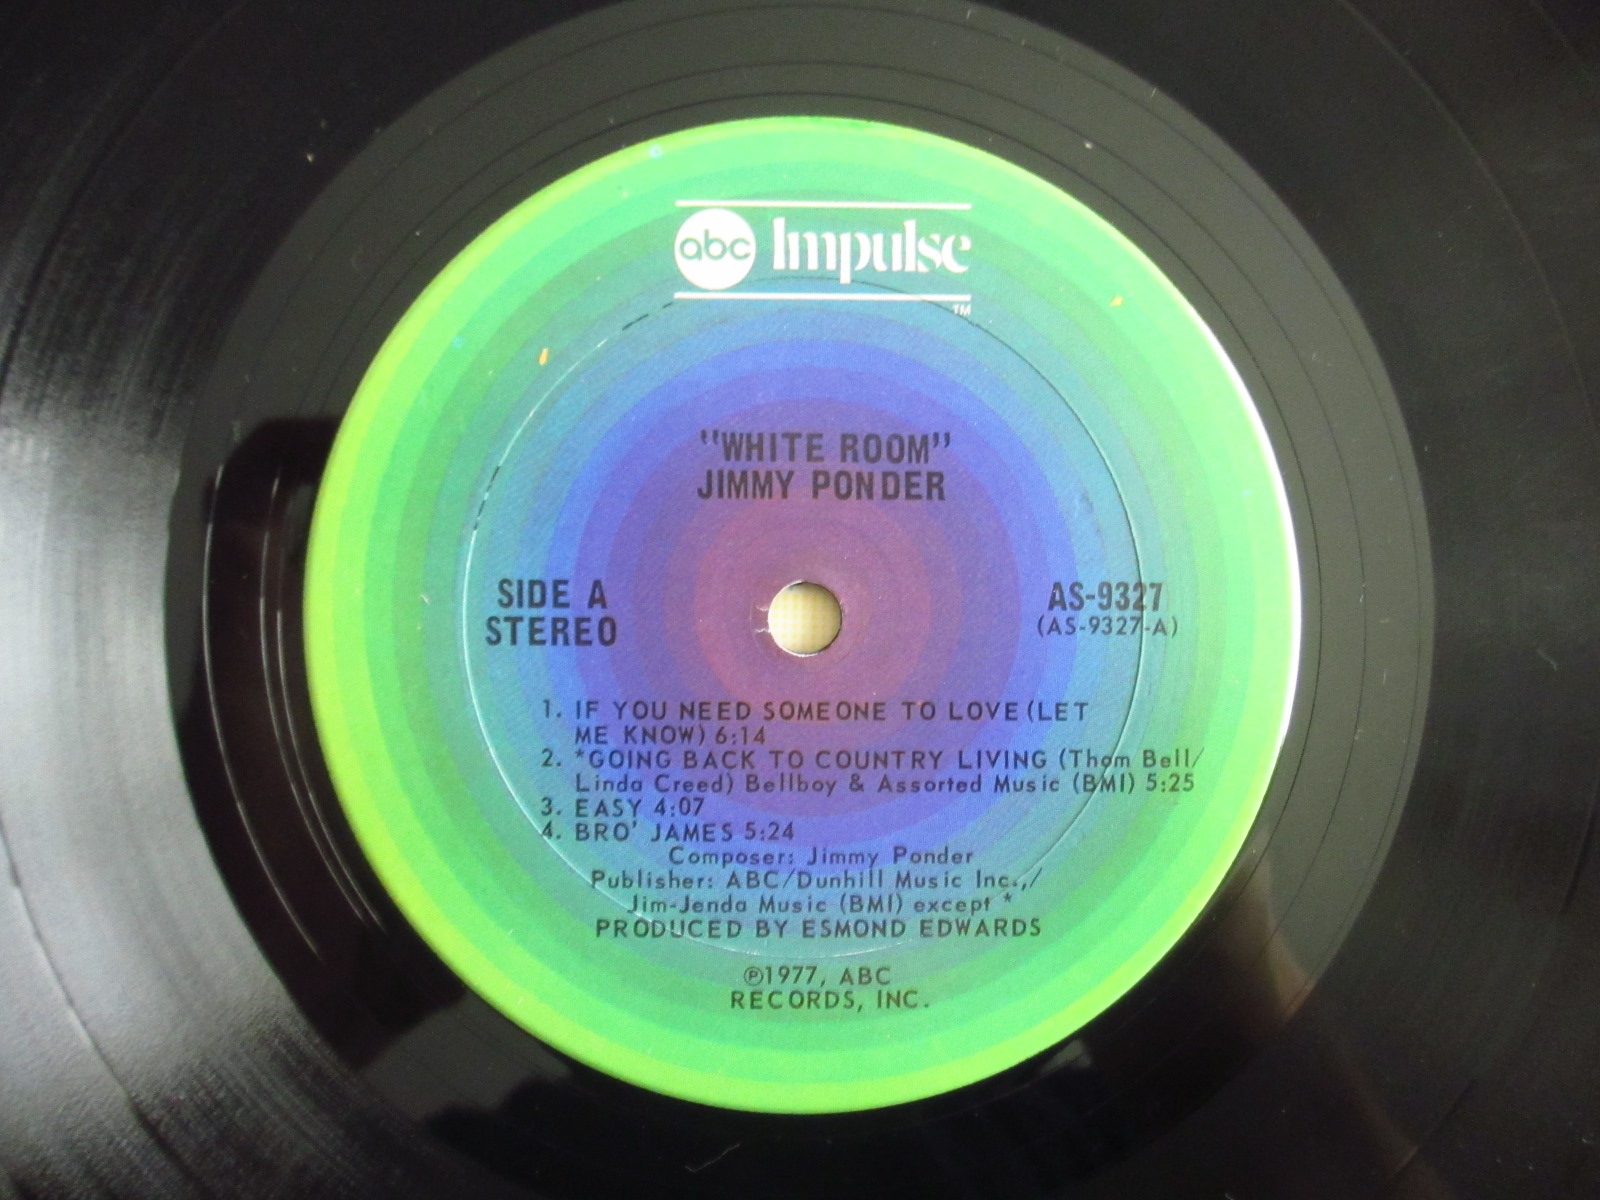 abc Impulse
TM
"WHITE ROOM"
JIMMY PONDER
SIDE A
STEREO
AS-9327
(AS-9327-A)
1. IF YOU NEED SOMEONE TO LOVE (LET
ME KNOW) 6:14
2. *GOING BACK TO COUNTRY LIVING (Thom Bell/
Linda Creed) Bellboy & Assorted Music (BMI) 5:25
3. EASY 4:07
4. BRO' JAMES 5:24
Composer: Jimmy Ponder
Publisher: ABC/Dunhill Music Inc.,/
Jim-Jenda Music (BMI) except *
PRODUCED BY ESMOND EDWARDS
℗1977, ABC
RECORDS, INC.